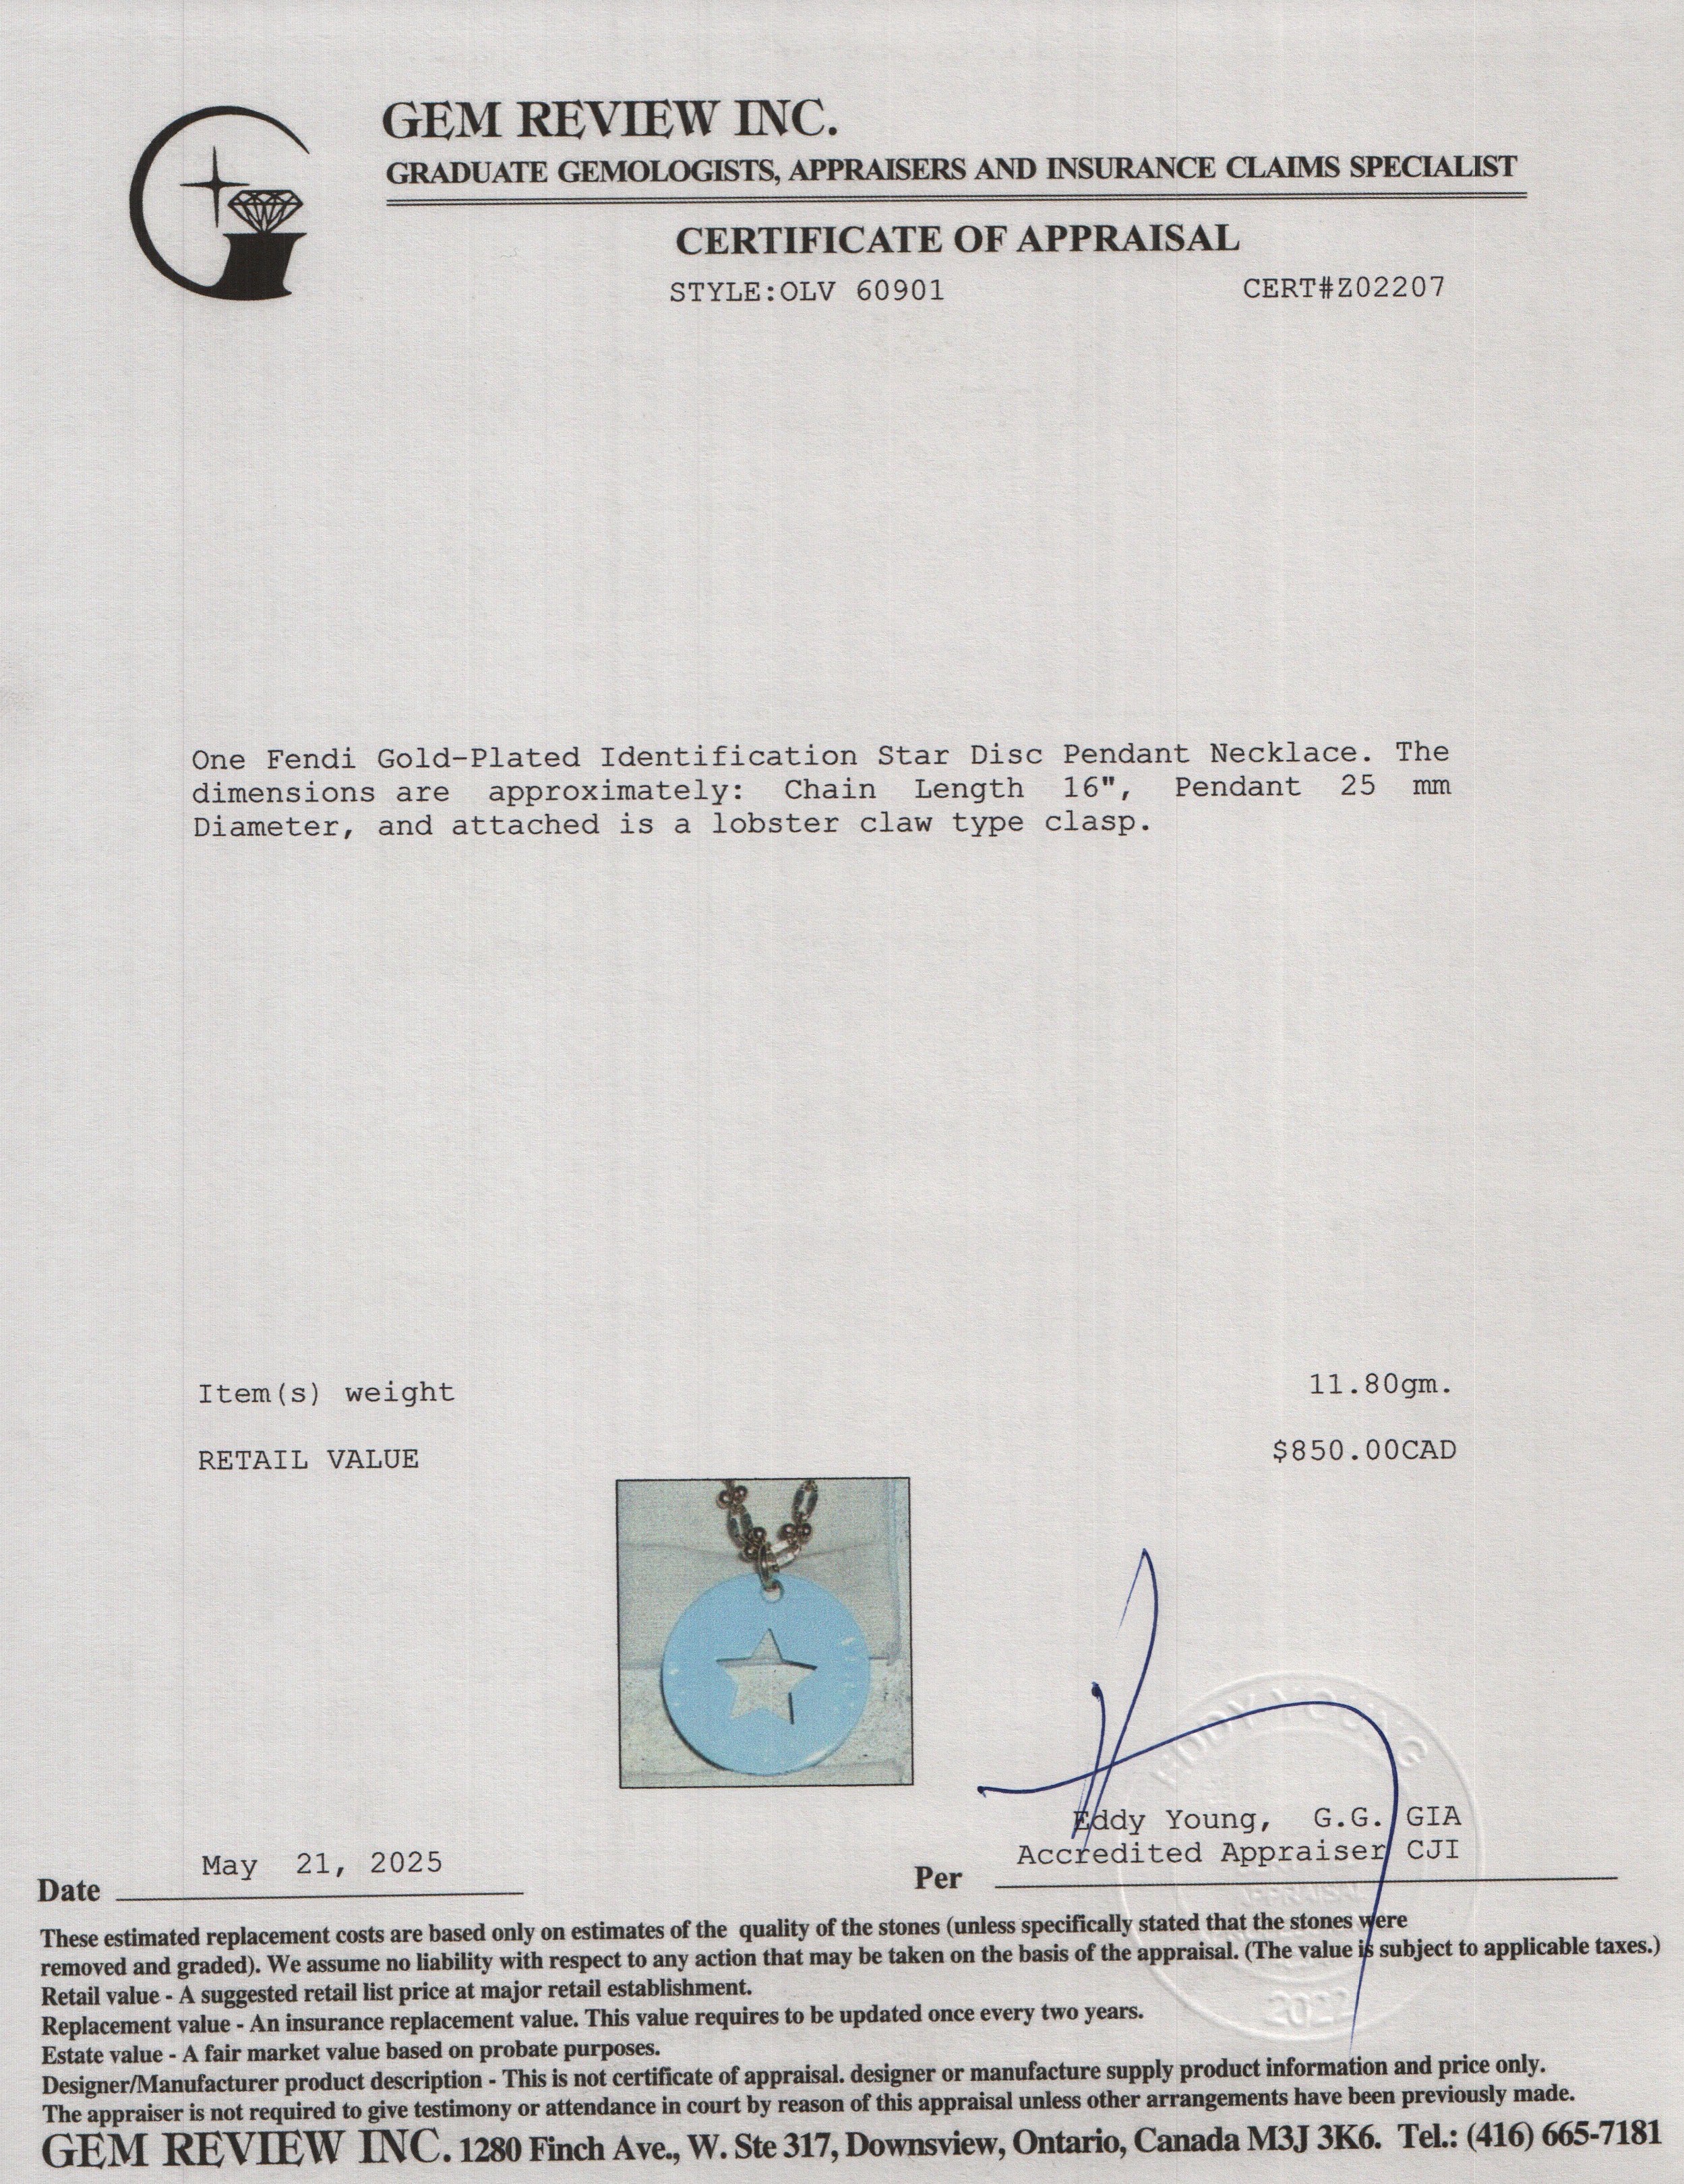 GEM REVIEW INC.
GRADUATE GEMOLOGISTS, APPRAISERS AND INSURANCE CLAIMS SPECIALIST
CERTIFICATE OF APPRAISAL
STYLE:OLV 60901 CERT#Z02207
One Fendi Gold-Plated Identification Star Disc Pendant Necklace. The
dimensions are approximately: Chain Length 16", Pendant 25 mm
Diameter, and attached is a lobster claw type clasp.
Item(s) weight 11.80gm.
RETAIL VALUE $850.00CAD
EDDY YOUNG
Eddy Young, G.G. GIA
Accredited Appraiser CJI
Date May 21, 2025 Per
APPRAISAL
These estimated replacement costs are based only on estimates of the quality of the stones (unless specifically stated that the stones were
removed and graded). We assume no liability with respect to any action that may be taken on the basis of the appraisal. (The value is subject to applicable taxes.)
Retail value - A suggested retail list price at major retail establishment.
Replacement value - An insurance replacement value. This value requires to be updated once every two years.
2022
Estate value - A fair market value based on probate purposes.
Designer/Manufacturer product description - This is not certificate of appraisal. designer or manufacture supply product information and price only.
The appraiser is not required to give testimony or attendance in court by reason of this appraisal unless other arrangements have been previously made.
GEM REVIEW INC. 1280 Finch Ave., W. Ste 317, Downsview, Ontario, Canada M3J 3K6. Tel.: (416) 665-7181